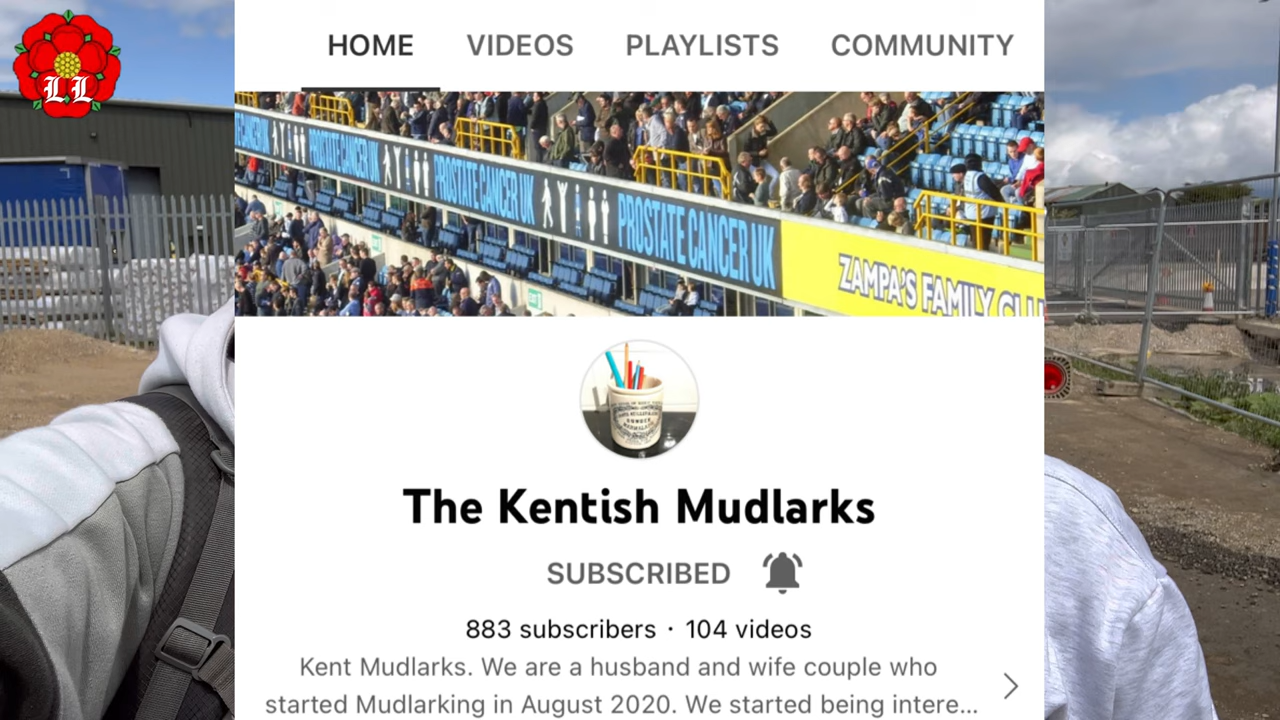 LL
HOME VIDEOS PLAYLISTS COMMUNITY
PROSTATE CANCER UK PROSTATE CANCER UK PROSTATE CANCER UK
ZAMPA'S FAMILY
The Kentish Mudlarks
SUBSCRIBED
883 subscribers · 104 videos
Kent Mudlarks. We are a husband and wife couple who
started Mudlarking in August 2020. We started being intere...